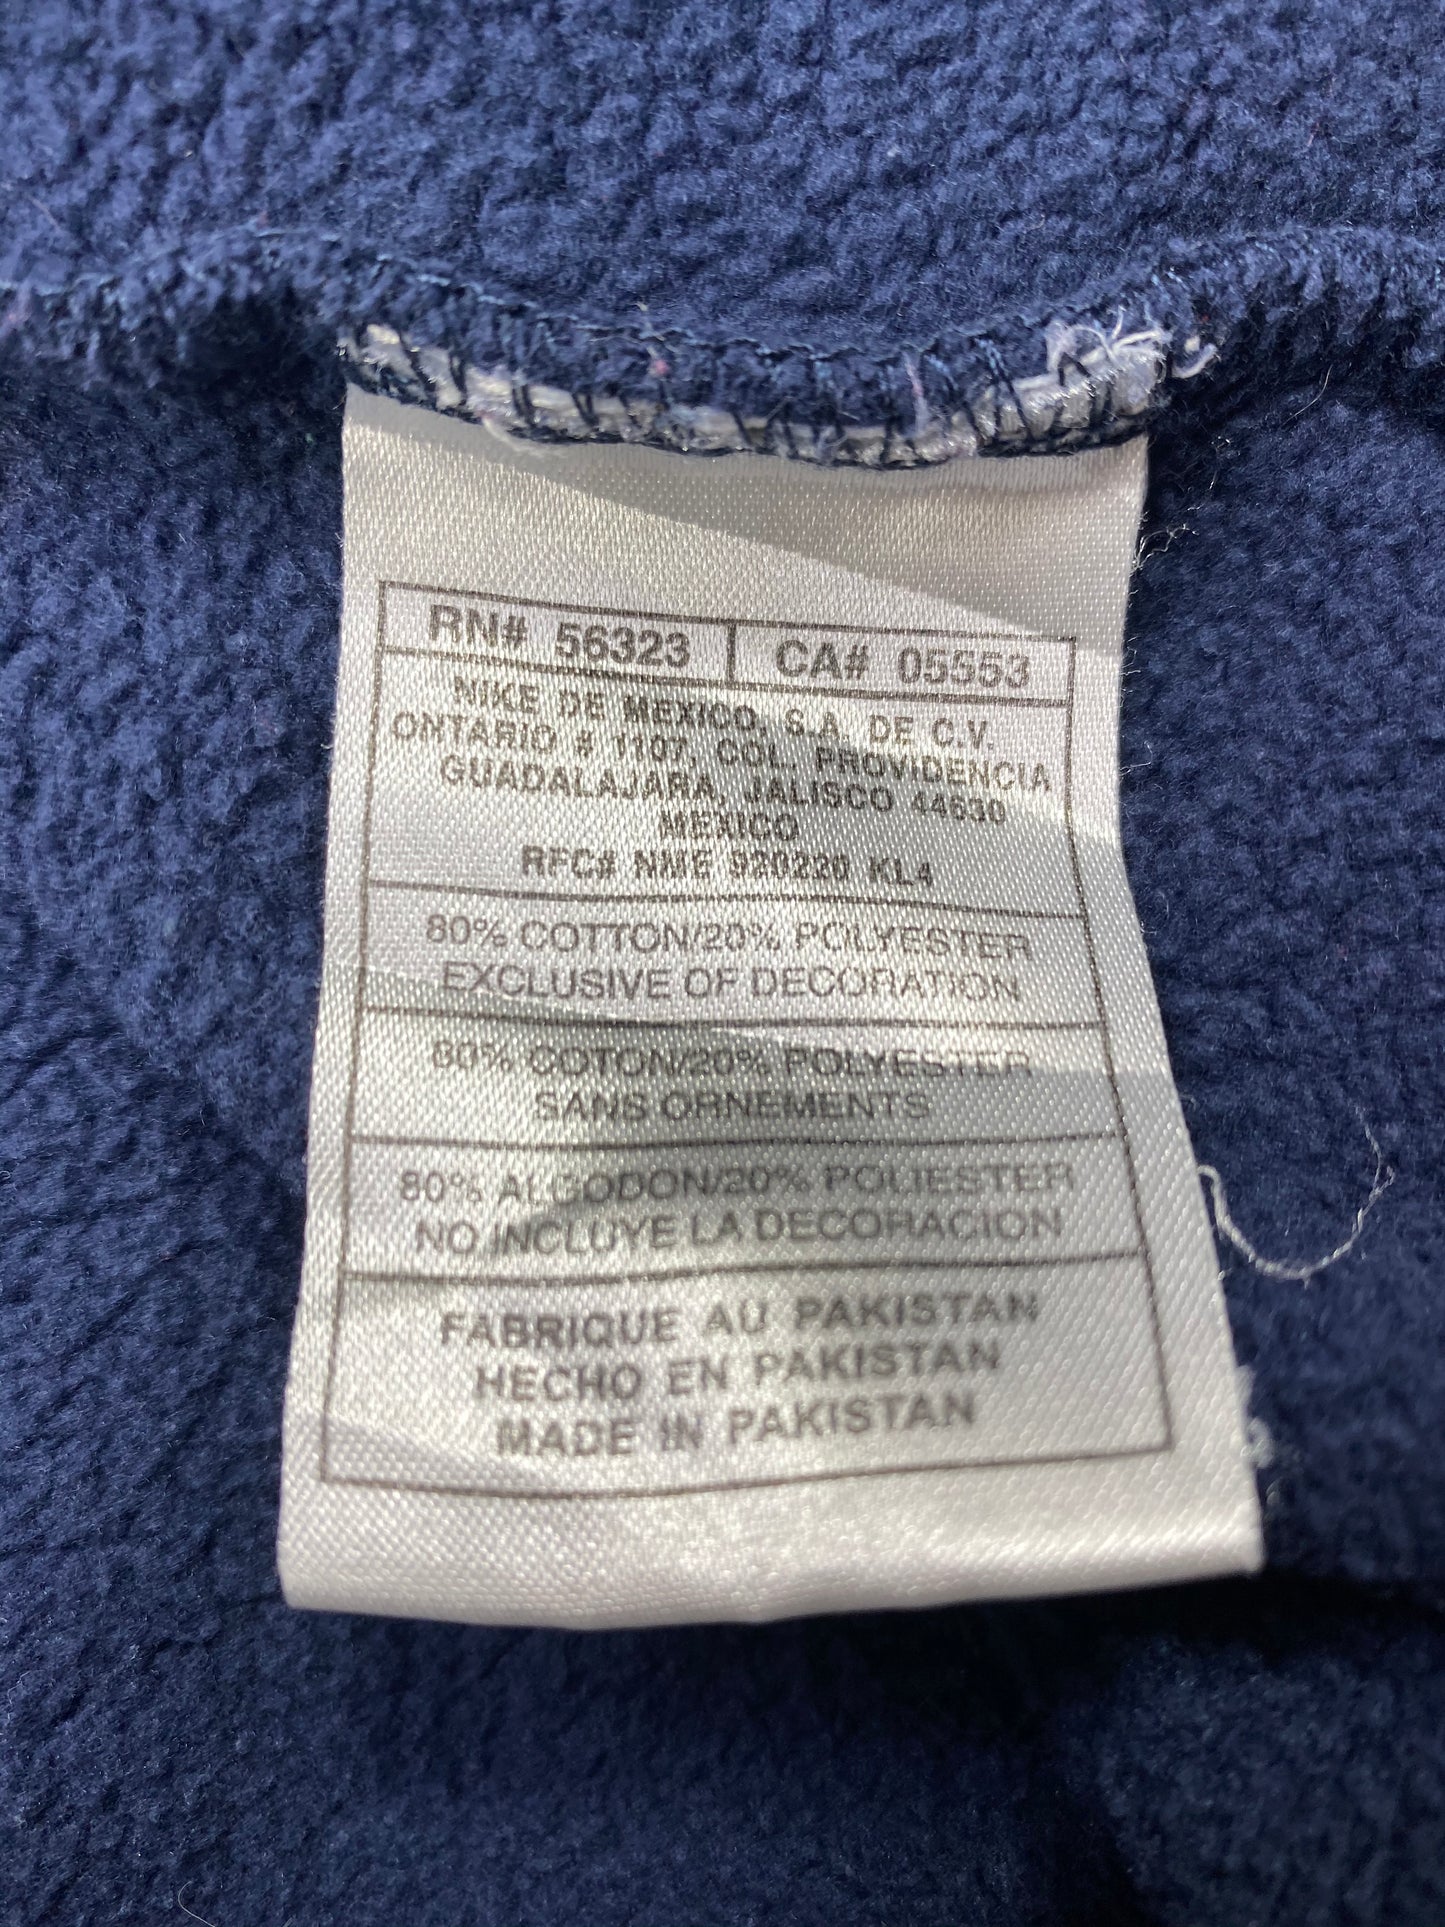 RN# 56323 | CA# 05553
NIKE DE MEXICO, S.A. DE C.V.
ONTARIO # 1107, COL. PROVIDENCIA
GUADALAJARA, JALISCO 44630
MEXICO
RFC# NME 920220 KL4
80% COTTON/20% POLYESTER
EXCLUSIVE OF DECORATION
80% COTON/20% POLYESTER
SANS ORNEMENTS
80% ALGODON/20% POLIESTER
NO INCLUYE LA DECORACION
FABRIQUE AU PAKISTAN
HECHO EN PAKISTAN
MADE IN PAKISTAN